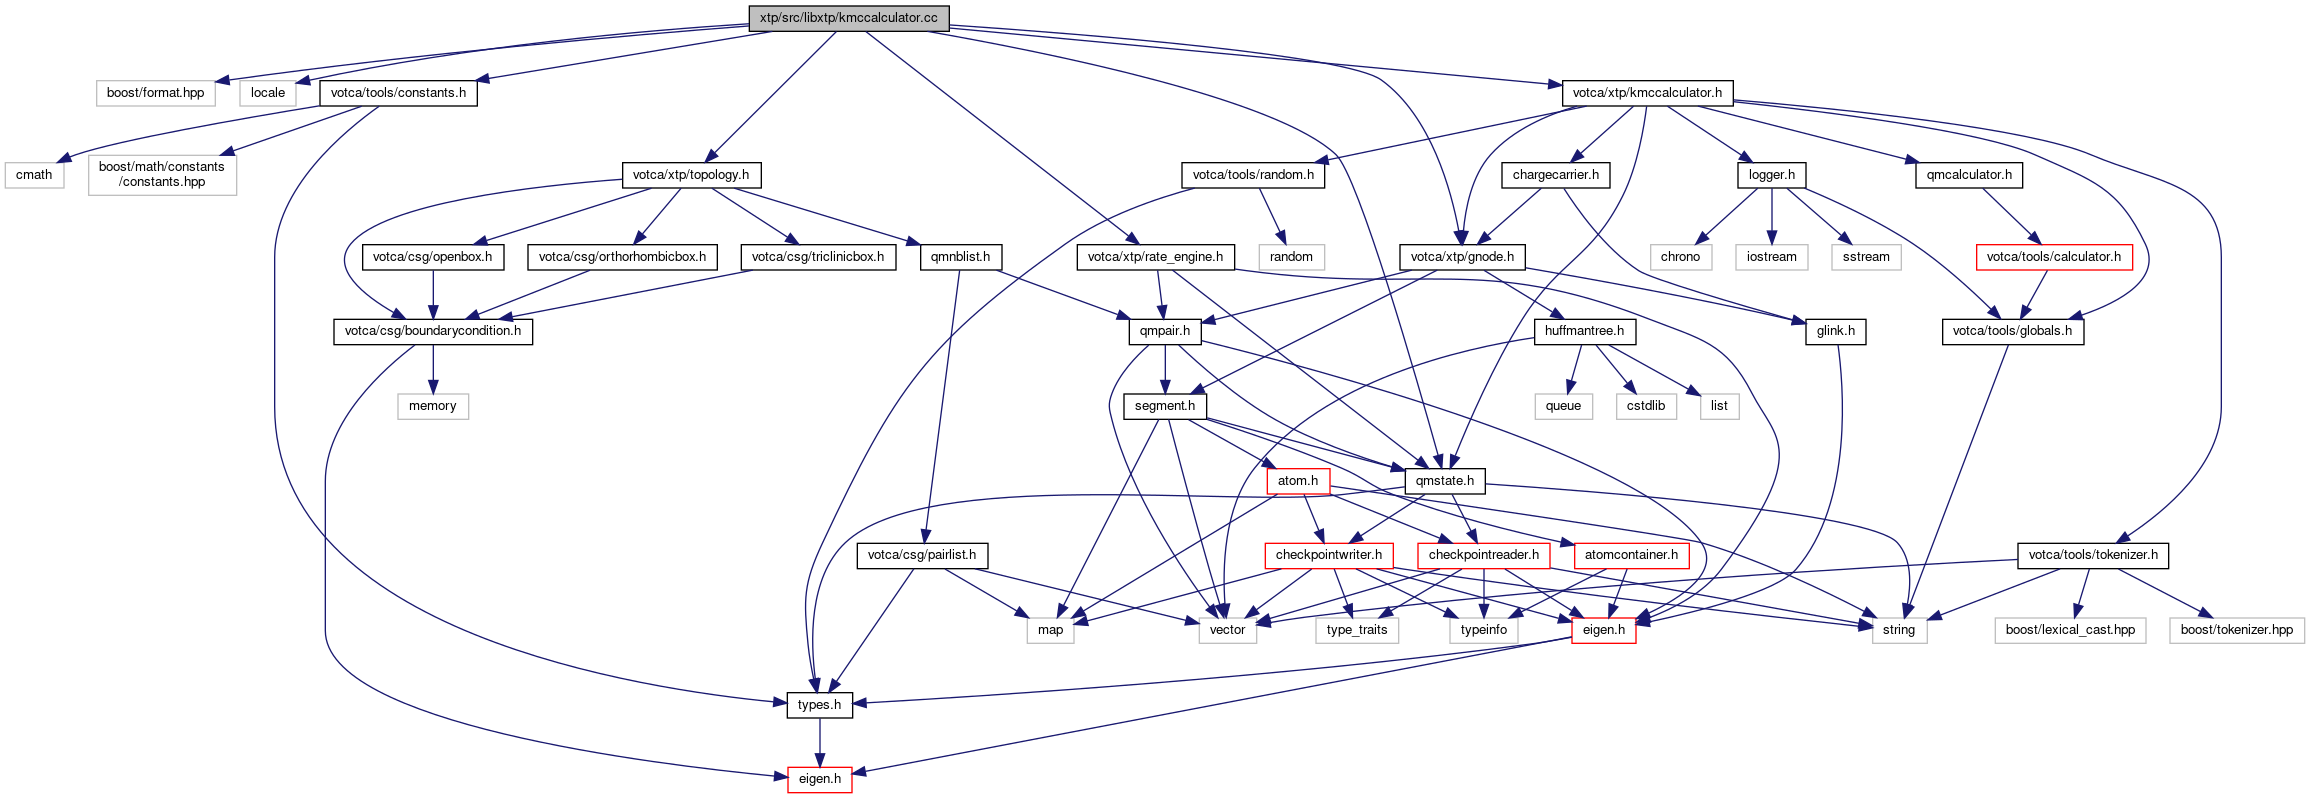 xtp/src/libxtp/kmccalculator.cc
boost/format.hpp
locale
votca/tools/constants.h
votca/xtp/kmccalculator.h
cmath
boost/math/constants
/constants.hpp
votca/xtp/topology.h
votca/tools/random.h
chargecarrier.h
logger.h
qmcalculator.h
votca/csg/openbox.h
votca/csg/orthorhombicbox.h
votca/csg/triclinicbox.h
qmnblist.h
votca/xtp/rate_engine.h
random
votca/xtp/gnode.h
chrono
iostream
sstream
votca/tools/calculator.h
votca/csg/boundarycondition.h
qmpair.h
huffmantree.h
glink.h
votca/tools/globals.h
memory
segment.h
queue
cstdlib
list
atom.h
qmstate.h
votca/csg/pairlist.h
checkpointwriter.h
checkpointreader.h
atomcontainer.h
votca/tools/tokenizer.h
map
vector
type_traits
typeinfo
eigen.h
string
boost/lexical_cast.hpp
boost/tokenizer.hpp
types.h
eigen.h